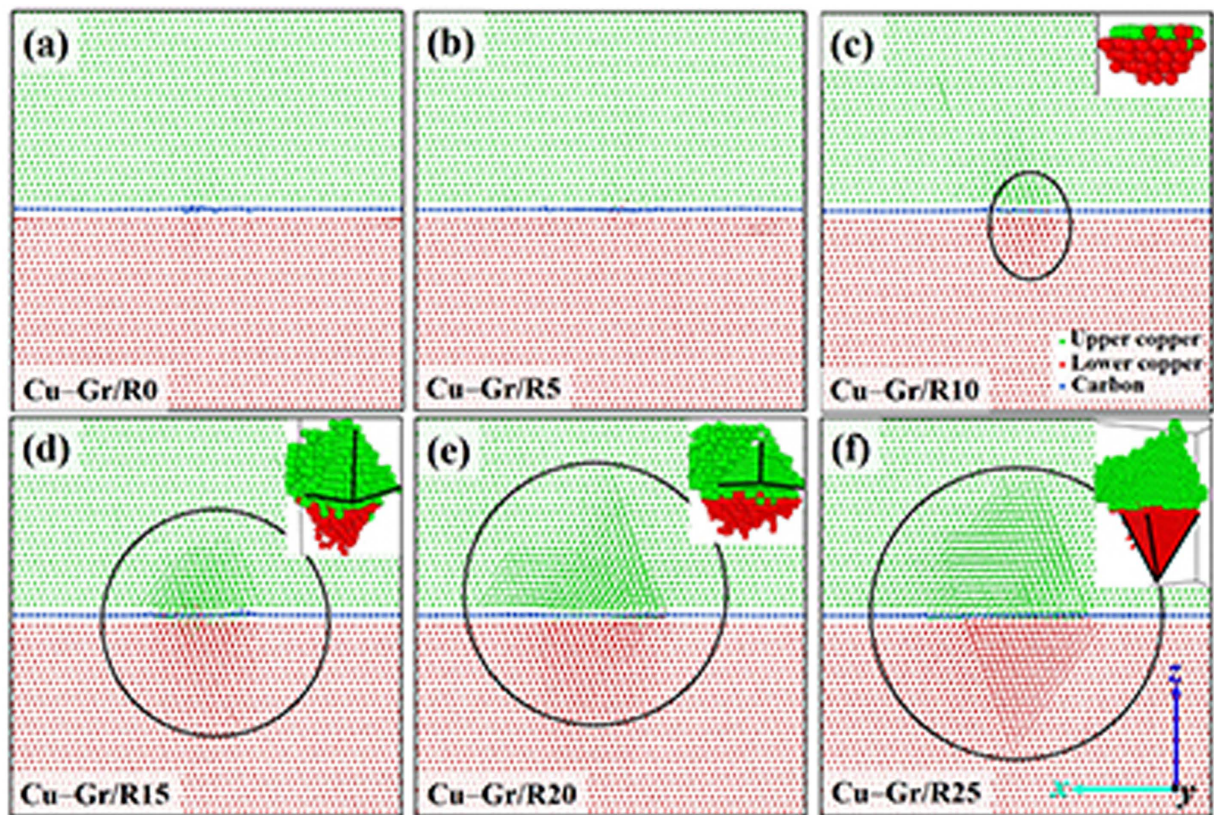 (a)
(b)
(c)
Upper copper
Lower copper
Carbon
Cu–Gr/R0
Cu–Gr/R5
Cu–Gr/R10
(d)
(e)
(f)
Cu–Gr/R15
Cu–Gr/R20
Cu–Gr/R25
z
x
y